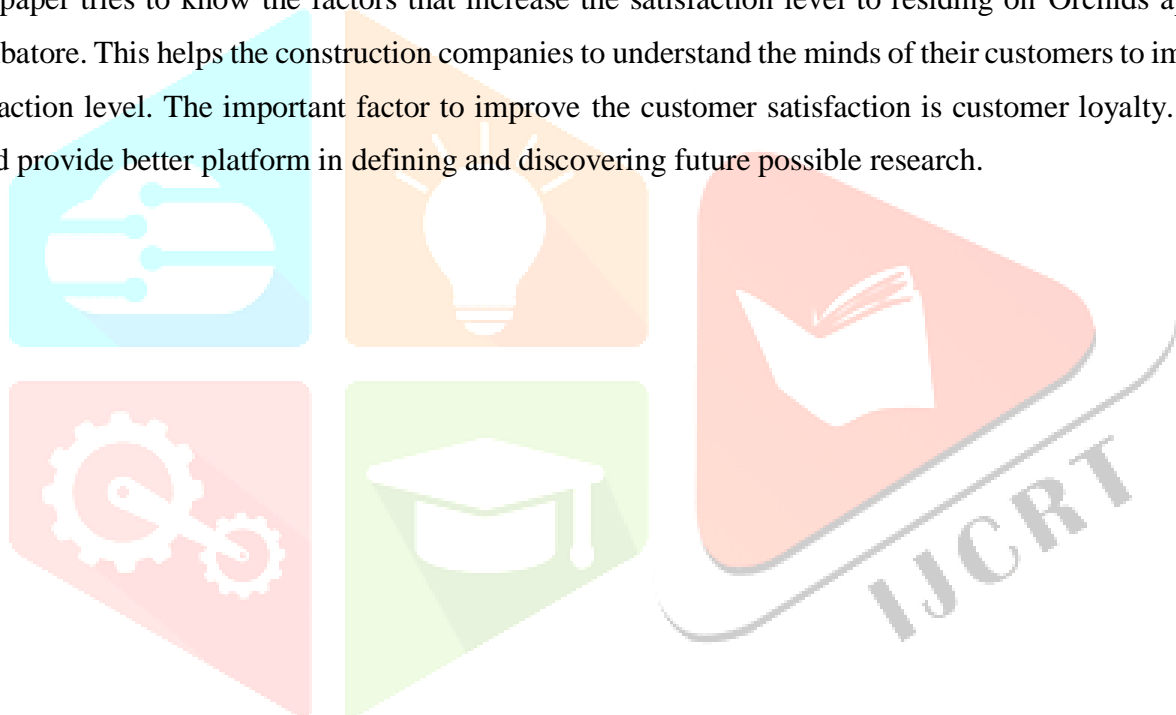 paper tries to know the factors that increase the satisfaction level to residing on Orchids a
batore. This helps the construction companies to understand the minds of their customers to im
action level. The important factor to improve the customer satisfaction is customer loyalty.
d provide better platform in defining and discovering future possible research.
IJCRT